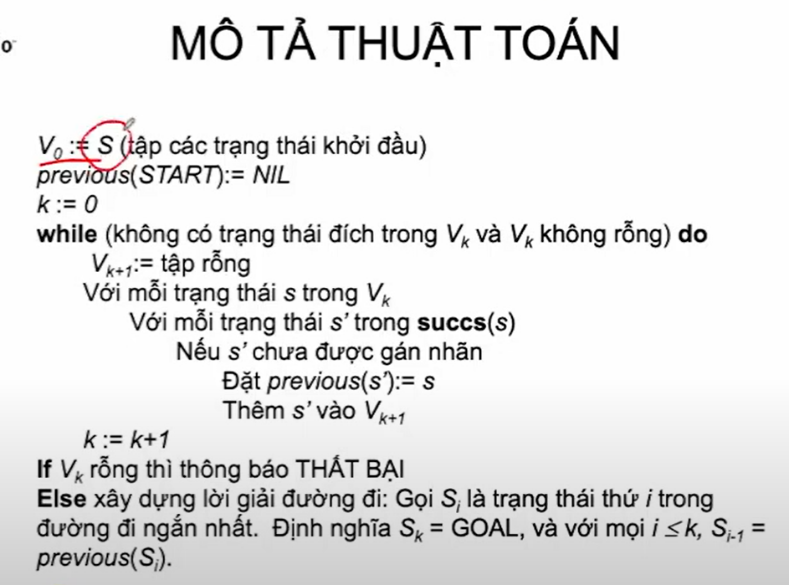 MÔ TẢ THUẬT TOÁN
V₀ := S (tập các trạng thái khởi đầu)
previous(START):= NIL
k := 0
while (không có trạng thái đích trong Vₖ và Vₖ không rỗng) do
Vₖ₊₁:= tập rỗng
Với mỗi trạng thái s trong Vₖ
Với mỗi trạng thái s' trong succs(s)
Nếu s' chưa được gán nhãn
Đặt previous(s'):= s
Thêm s' vào Vₖ₊₁
k := k+1
If Vₖ rỗng thì thông báo THẤT BẠI
Else xây dựng lời giải đường đi: Gọi Sᵢ là trạng thái thứ i trong
đường đi ngắn nhất. Định nghĩa Sₖ = GOAL, và với mọi i ≤ k, Sᵢ₋₁ =
previous(Sᵢ).